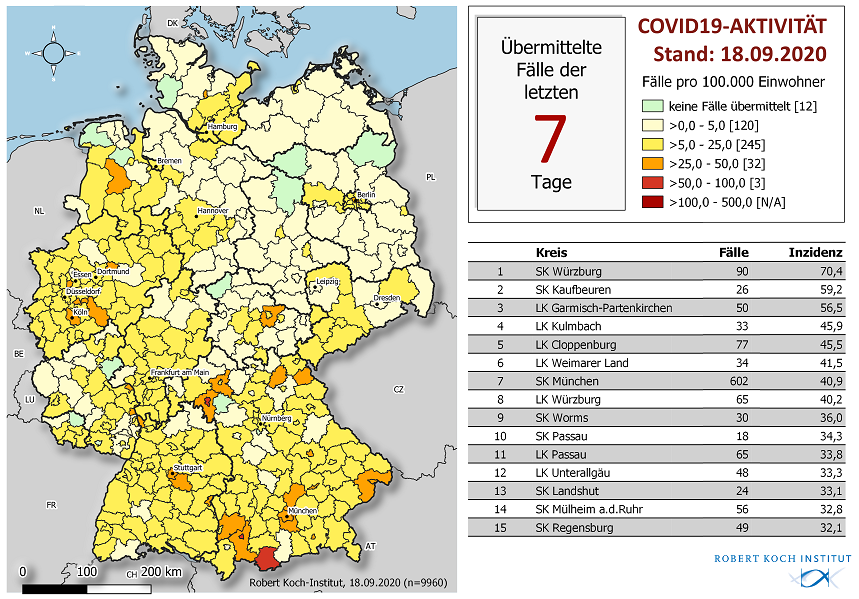 DK
Hamburg
Bremen
PL
Berlin
NL
Hannover
Essen
Dortmund
Düsseldorf
Leipzig
Dresden
Köln
BE
Frankfurt am Main
LU
CZ
Nürnberg
Stuttgart
FR
München
AT
CH
0 100 200 km
Robert Koch-Institut, 18.09.2020 (n=9960)
Übermittelte
Fälle der
letzten
7
Tage
COVID19-AKTIVITÄT
Stand: 18.09.2020
Fälle pro 100.000 Einwohner
keine Fälle übermittelt [12]
>0,0 - 5,0 [120]
>5,0 - 25,0 [245]
>25,0 - 50,0 [32]
>50,0 - 100,0 [3]
>100,0 - 500,0 [N/A]
Kreis Fälle Inzidenz
1 SK Würzburg 90 70,4
2 SK Kaufbeuren 26 59,2
3 LK Garmisch-Partenkirchen 50 56,5
4 LK Kulmbach 33 45,9
5 LK Cloppenburg 77 45,5
6 LK Weimarer Land 34 41,5
7 SK München 602 40,9
8 LK Würzburg 65 40,2
9 SK Worms 30 36,0
10 SK Passau 18 34,3
11 LK Passau 65 33,8
12 LK Unterallgäu 48 33,3
13 SK Landshut 24 33,1
14 SK Mülheim a.d.Ruhr 56 32,8
15 SK Regensburg 49 32,1
ROBERT KOCH INSTITUT